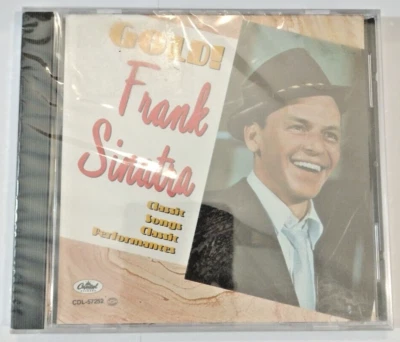 GOLD!
Frank
Sinatra
Classic
Songs
Classic
Performances
Capitol